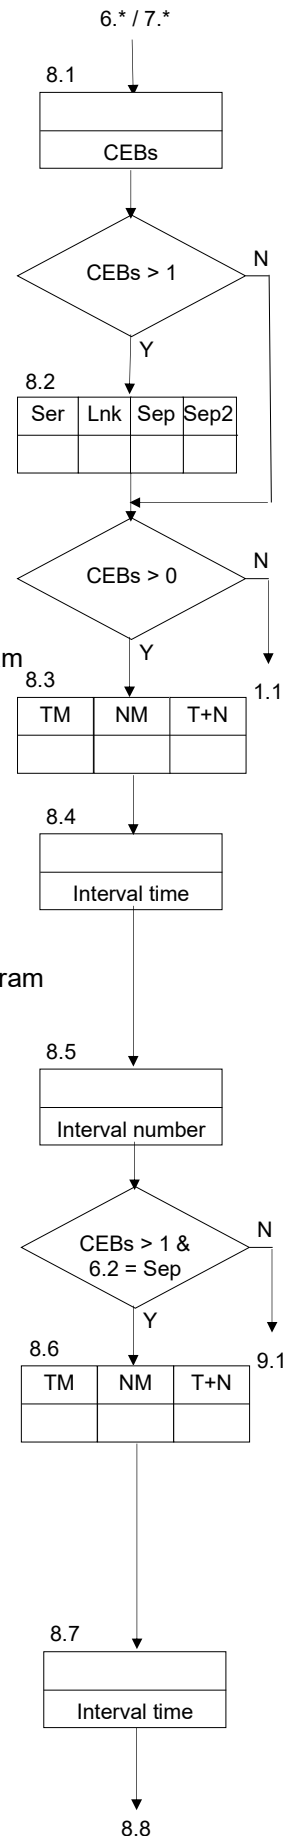 6.* / 7.*
8.1
CEBs
CEBs > 1
N
Y
8.2
Ser Lnk Sep Sep2
CEBs > 0
N
Y
m
8.3
1.1
TM NM T+N
8.4
Interval time
ram
8.5
Interval number
CEBs > 1 &
6.2 = Sep
N
Y
8.6
9.1
TM NM T+N
8.7
Interval time
8.8